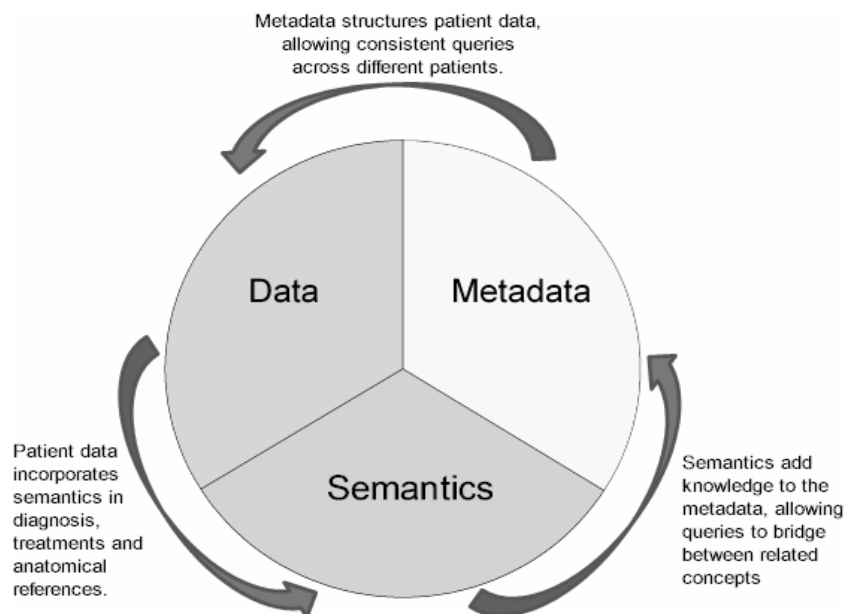 Metadata structures patient data,
allowing consistent queries
across different patients.
Data
Metadata
Semantics
Patient data
incorporates
semantics in
diagnosis,
treatments and
anatomical
references.
Semantics add
knowledge to the
metadata, allowing
queries to bridge
between related
concepts